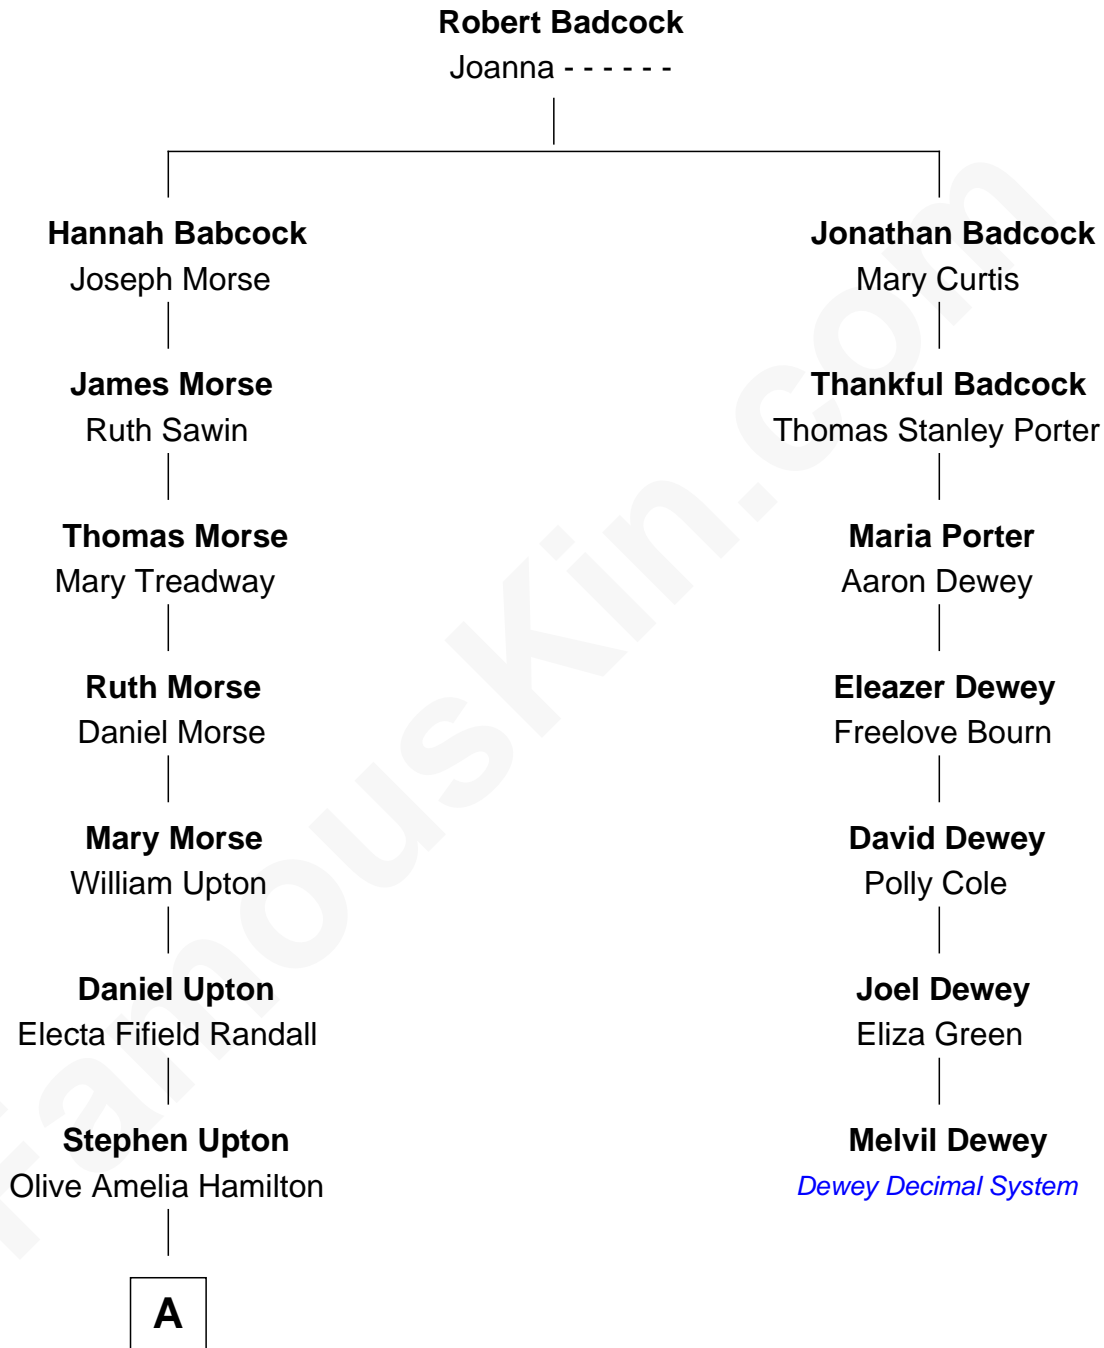 Robert Badcock
Joanna - - - - - -
Hannah Babcock
Joseph Morse
Jonathan Badcock
Mary Curtis
James Morse
Ruth Sawin
Thankful Badcock
Thomas Stanley Porter
Thomas Morse
Mary Treadway
Maria Porter
Aaron Dewey
Ruth Morse
Daniel Morse
Eleazer Dewey
Freelove Bourn
Mary Morse
William Upton
David Dewey
Polly Cole
Daniel Upton
Electa Fifield Randall
Joel Dewey
Eliza Green
Stephen Upton
Olive Amelia Hamilton
Melvil Dewey
Dewey Decimal System
A
FamousKin.com